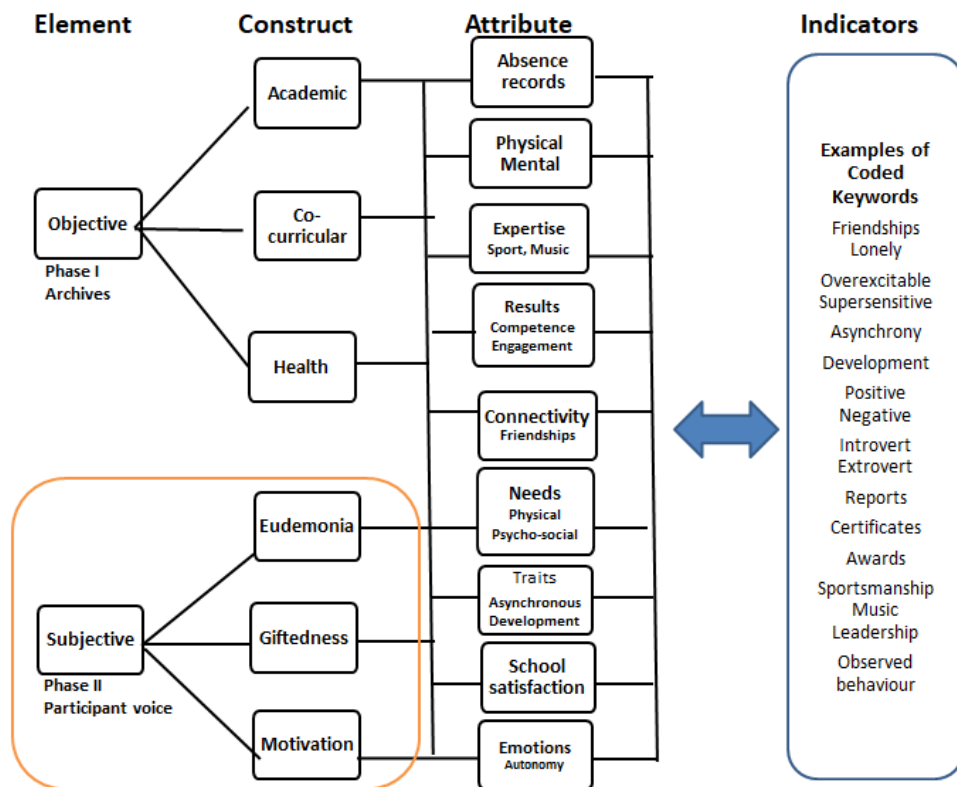 Element
Construct
Attribute
Indicators
Objective
Phase I
Archives
Academic
Co-
curricular
Health
Subjective
Phase II
Participant voice
Eudemonia
Giftedness
Motivation
Absence
records
Physical
Mental
Expertise
Sport, Music
Results
Competence
Engagement
Connectivity
Friendships
Needs
Physical
Psycho-social
Traits
Asynchronous
Development
School
satisfaction
Emotions
Autonomy
Examples of
Coded
Keywords
Friendships
Lonely
Overexcitable
Supersensitive
Asynchrony
Development
Positive
Negative
Introvert
Extrovert
Reports
Certificates
Awards
Sportsmanship
Music
Leadership
Observed
behaviour